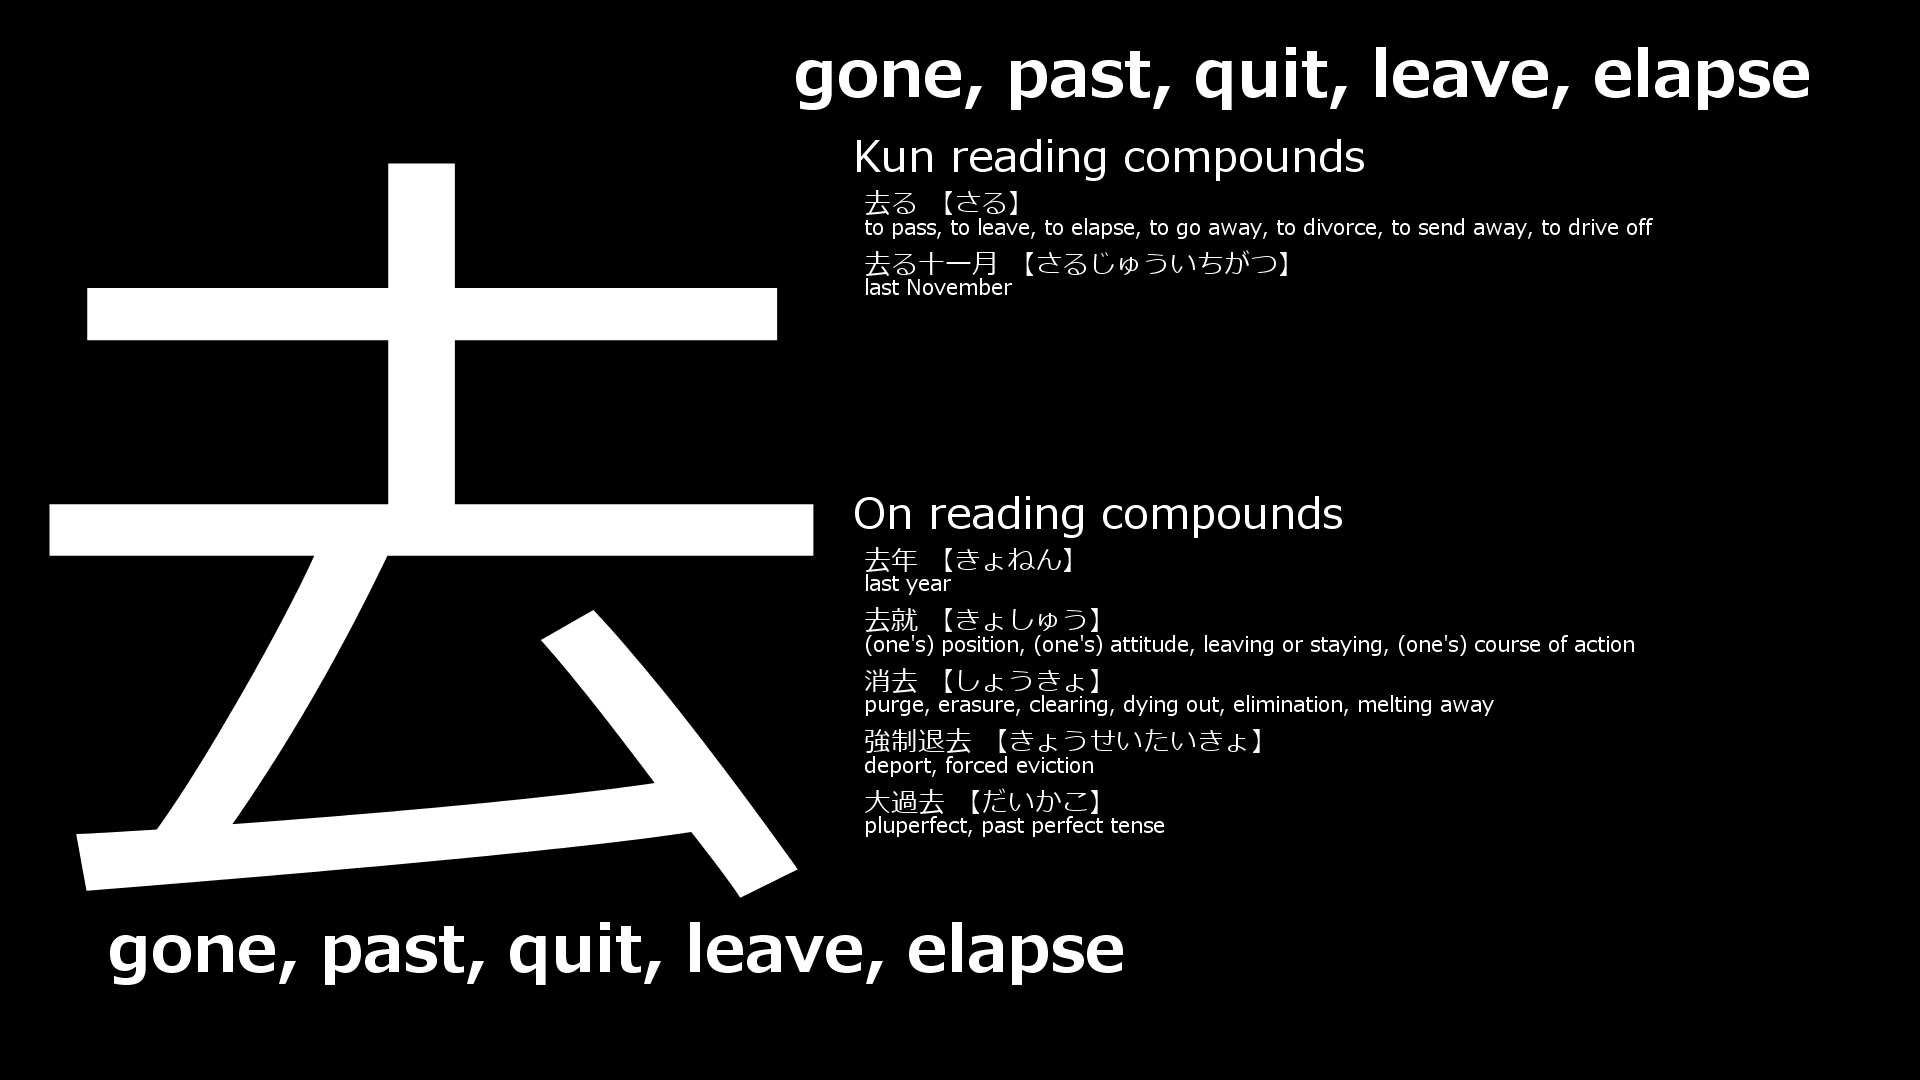 去
gone, past, quit, leave, elapse
Kun reading compounds
去る 【さる】
to pass, to leave, to elapse, to go away, to divorce, to send away, to drive off
去る十一月 【さるじゅういちがつ】
last November
On reading compounds
去年 【きょねん】
last year
去就 【きょしゅう】
(one's) position, (one's) attitude, leaving or staying, (one's) course of action
消去 【しょうきょ】
purge, erasure, clearing, dying out, elimination, melting away
強制退去 【きょうせいたいきょ】
deport, forced eviction
大過去 【だいかこ】
pluperfect, past perfect tense
gone, past, quit, leave, elapse